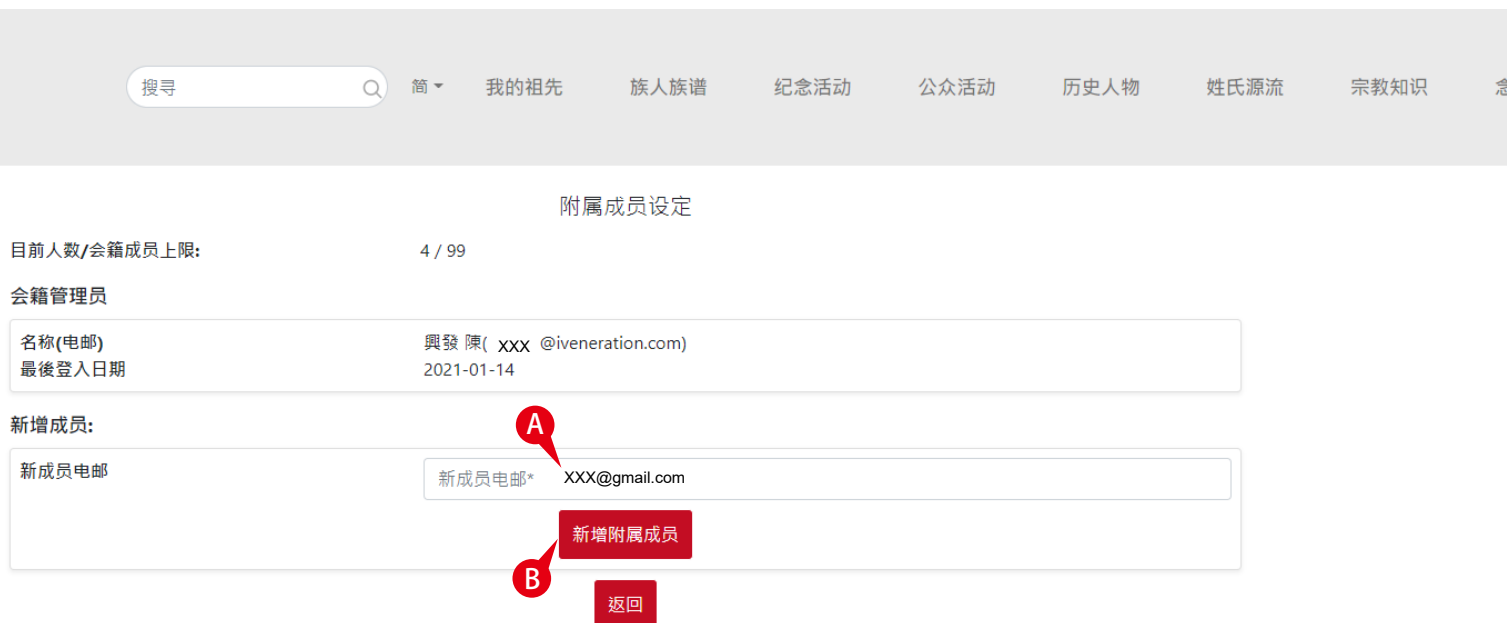 搜寻 简 我的祖先 族人族谱 纪念活动 公众活动 历史人物 姓氏源流 宗教知识
附属成员设定
目前人数/会籍成员上限: 4 / 99
会籍管理员
名称(电邮) 興發 陳( XXX @iveneration.com)
最後登入日期 2021-01-14
新增成员:
A
新成员电邮 新成员电邮* XXX@gmail.com
新增附属成员
B
返回